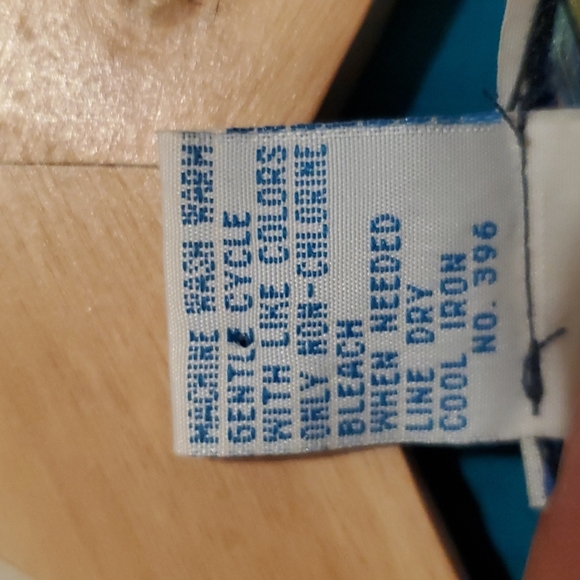 MACHINE WASH WARM
GENTLE CYCLE
WITH LIKE COLORS
ONLY NON-CHLORINE
BLEACH
WHEN NEEDED
LINE DRY
COOL IRON
NO. 396